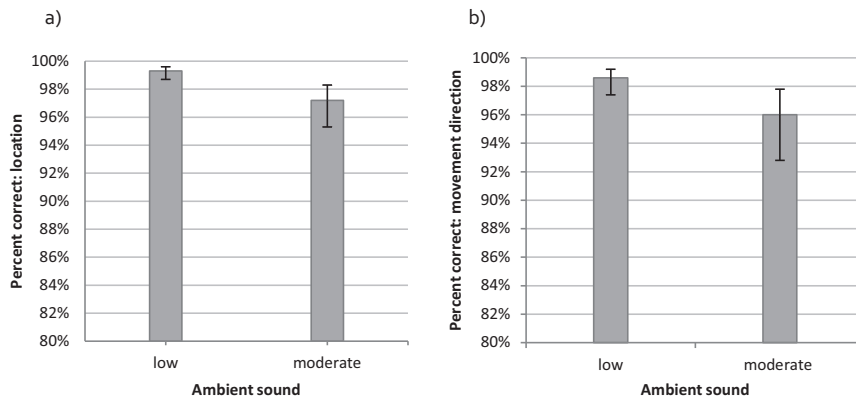 a)
100%
98%
96%
94%
92%
90%
88%
86%
84%
82%
80%
Percent correct: location
low
moderate
Ambient sound
b)
100%
98%
96%
94%
92%
90%
88%
86%
84%
82%
80%
Percent correct: movement direction
low
moderate
Ambient sound